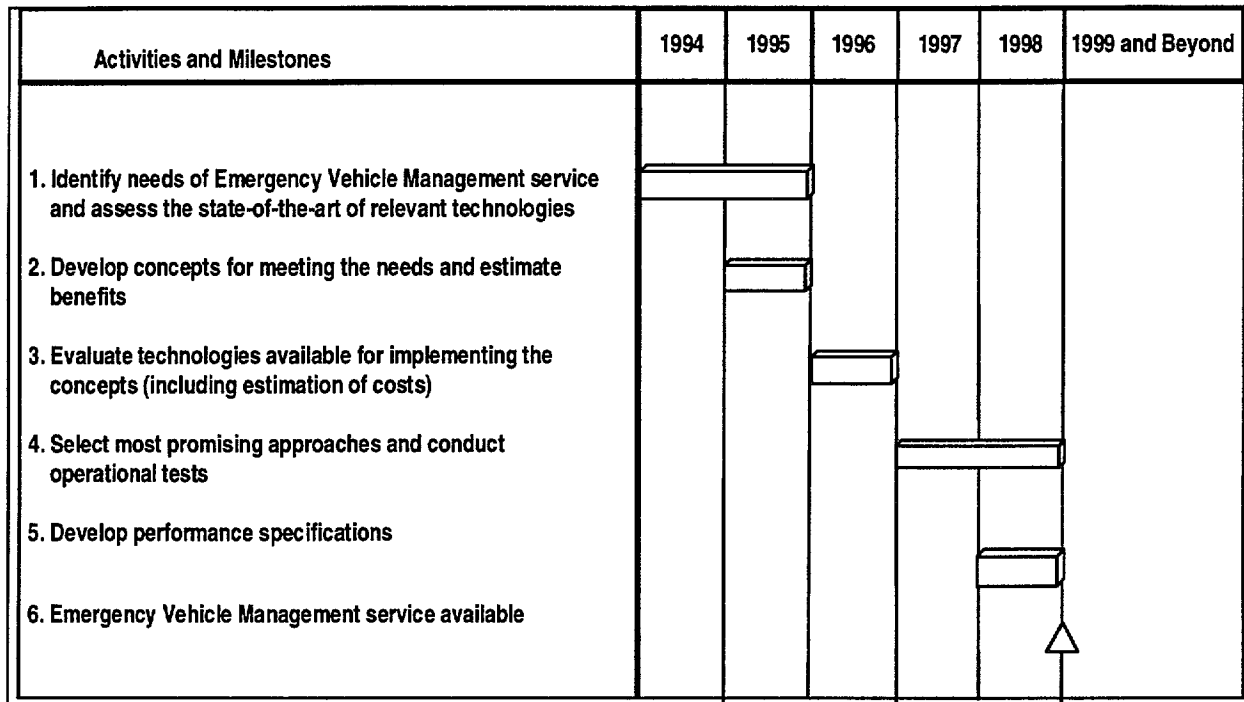 Activities and Milestones 1994 1995 1996 1997 1998 1999 and Beyond
1. Identify needs of Emergency Vehicle Management service
and assess the state-of-the-art of relevant technologies
2. Develop concepts for meeting the needs and estimate
benefits
3. Evaluate technologies available for implementing the
concepts (including estimation of costs)
4. Select most promising approaches and conduct
operational tests
5. Develop performance specifications
6. Emergency Vehicle Management service available